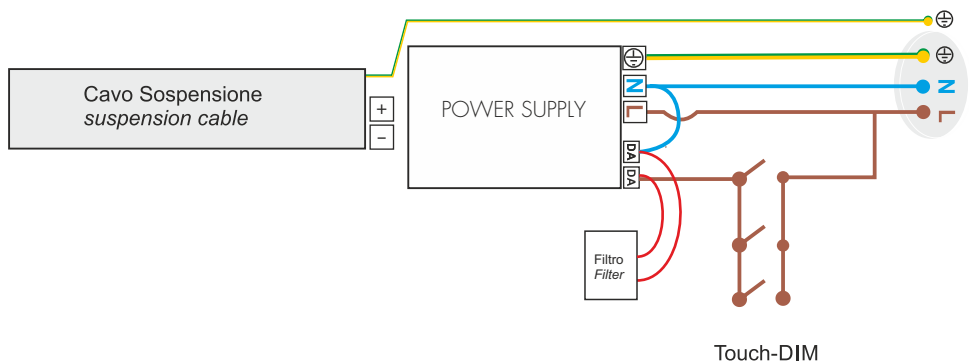 Cavo Sospensione
suspension cable
+
−
POWER SUPPLY
N
L
DA
DA
Filtro
Filter
N
L
Touch-DIM